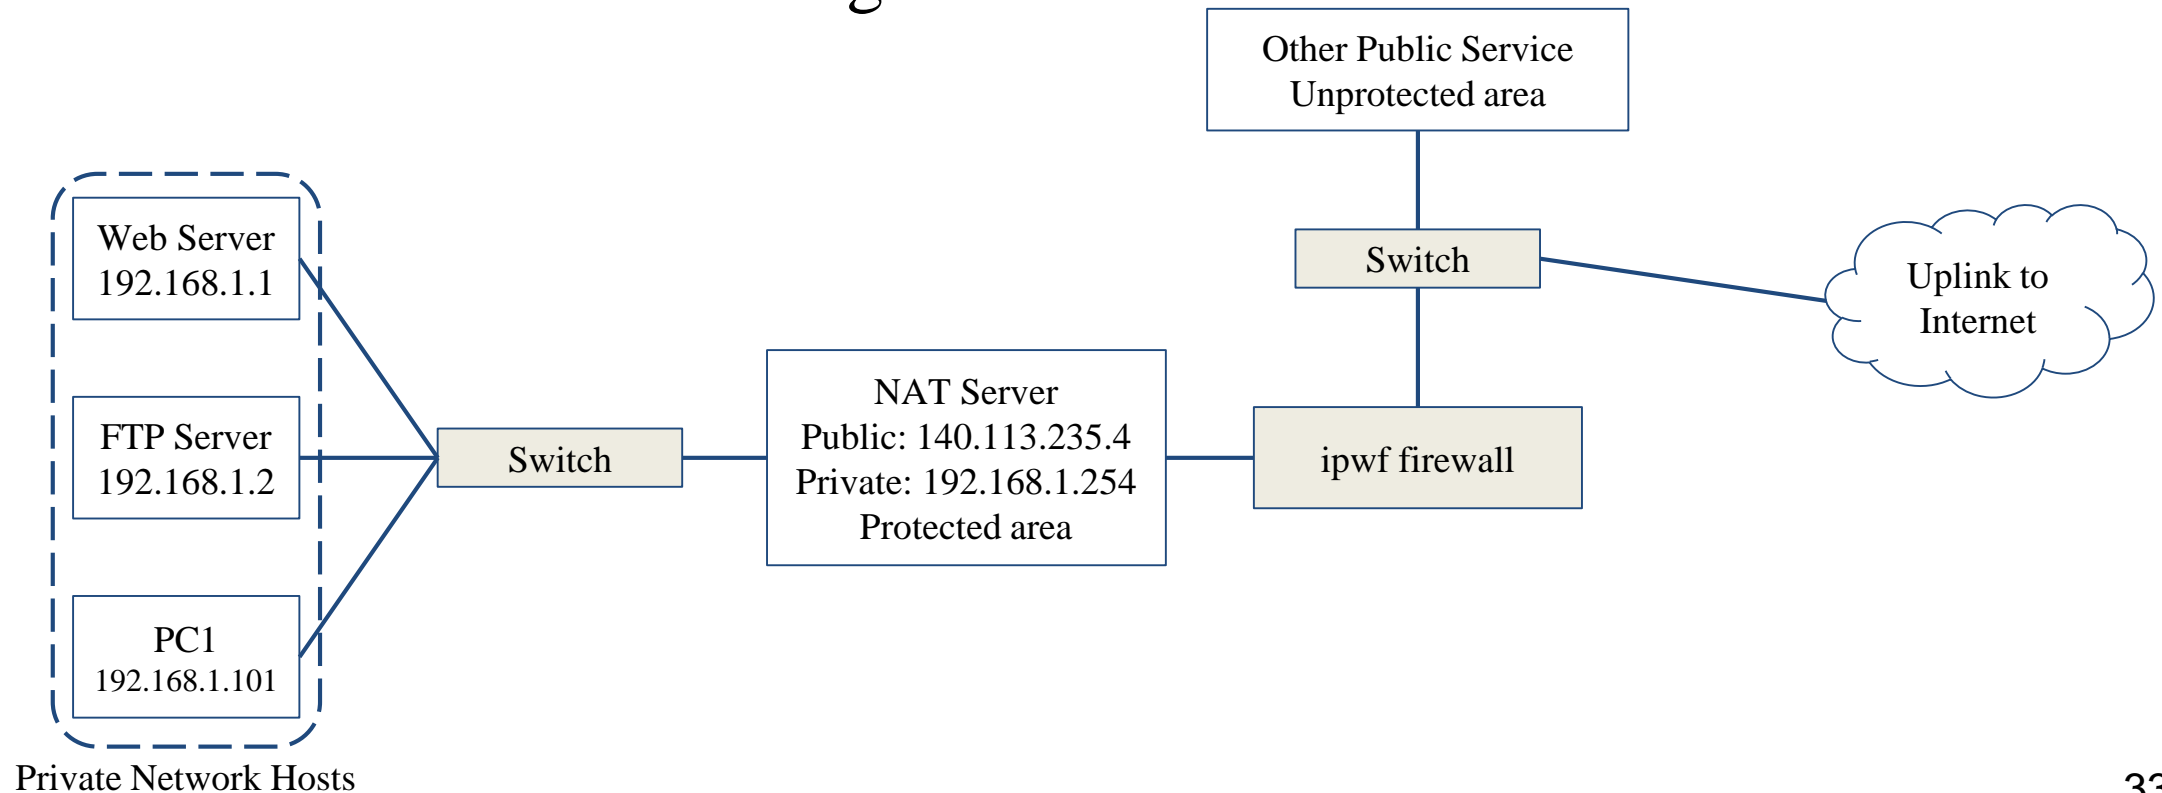 Other Public Service
Unprotected area
Web Server
192.168.1.1
Switch
Uplink to
Internet
NAT Server
Public: 140.113.235.4
Private: 192.168.1.254
Protected area
FTP Server
192.168.1.2
Switch
ipwf firewall
PC1
192.168.1.101
Private Network Hosts
33